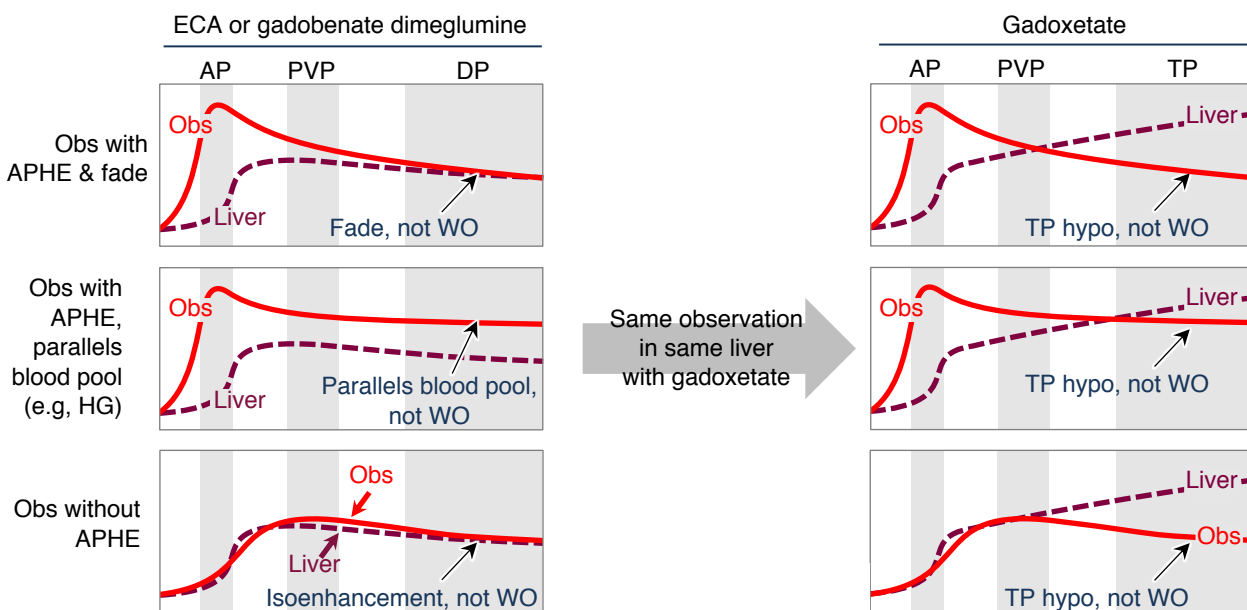 ECA or gadobenate dimeglumine
AP PVP DP
Obs with
APHE & fade
Obs
Liver
Fade, not WO
Obs with
APHE,
parallels
blood pool
(e.g, HG)
Obs
Liver
Parallels blood pool,
not WO
Obs without
APHE
Obs
Liver
Isoenhancement, not WO
Same observation
in same liver
with gadoxetate
Gadoxetate
AP PVP TP
Obs
Liver
TP hypo, not WO
Obs
Liver
TP hypo, not WO
Liver
Obs
TP hypo, not WO